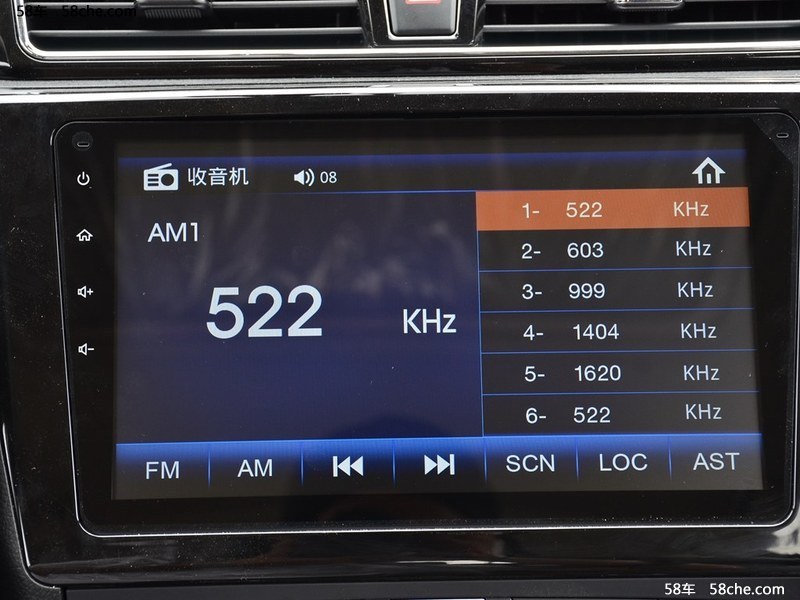 58车 58che.com
收音机 08
AM1
522 KHz
1- 522 KHz
2- 603 KHz
3- 999 KHz
4- 1404 KHz
5- 1620 KHz
6- 522 KHz
FM AM SCN LOC AST
58车 58che.com